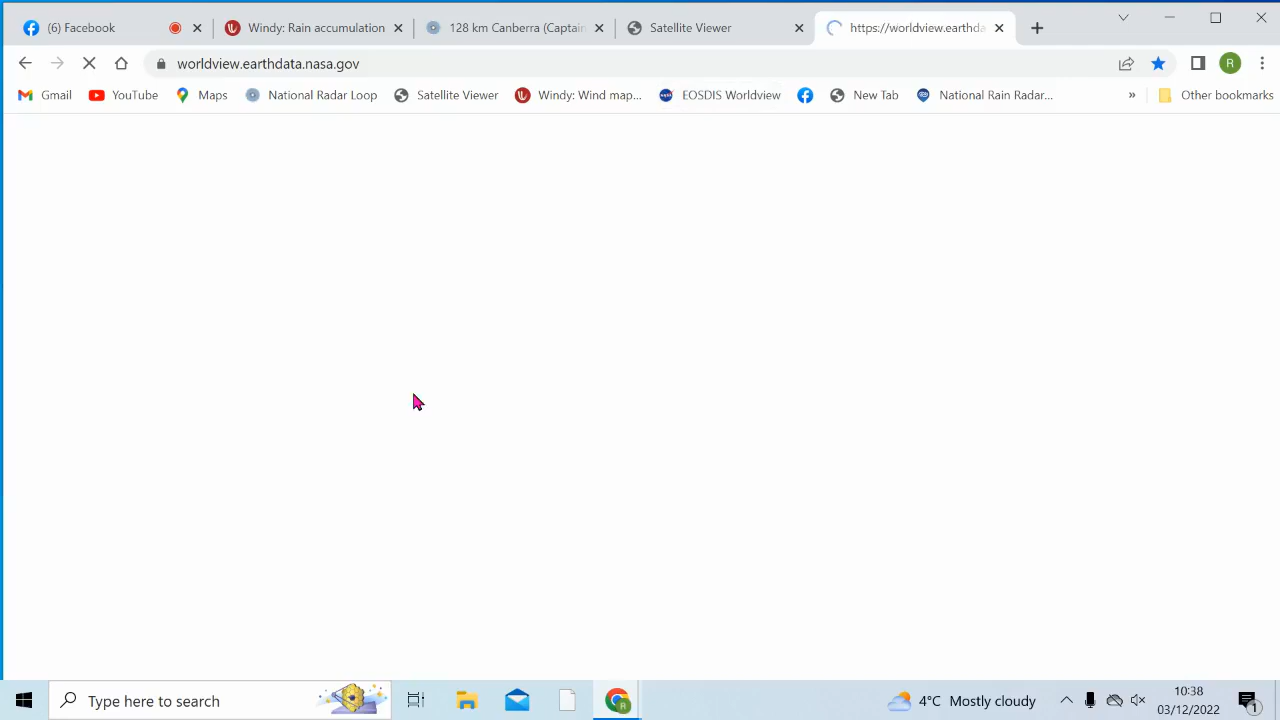 (6) Facebook
Windy: Rain accumulation
128 km Canberra (Captain
Satellite Viewer
https://worldview.earthda
worldview.earthdata.nasa.gov
R
Gmail
YouTube
Maps
National Radar Loop
Satellite Viewer
Windy: Wind map...
EOSDIS Worldview
New Tab
National Rain Radar...
»
Other bookmarks
Type here to search
R
4°C Mostly cloudy
10:38
03/12/2022
1